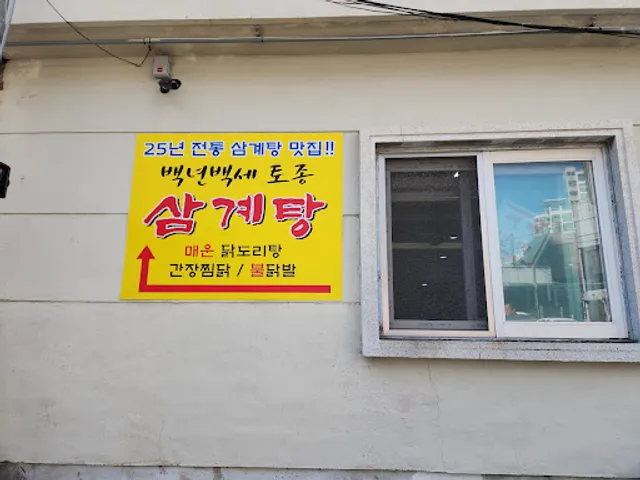 25년 전통 삼계탕 맛집!!
백년백세 토종
삼계탕
매운 닭도리탕
간장찜닭 / 불닭발